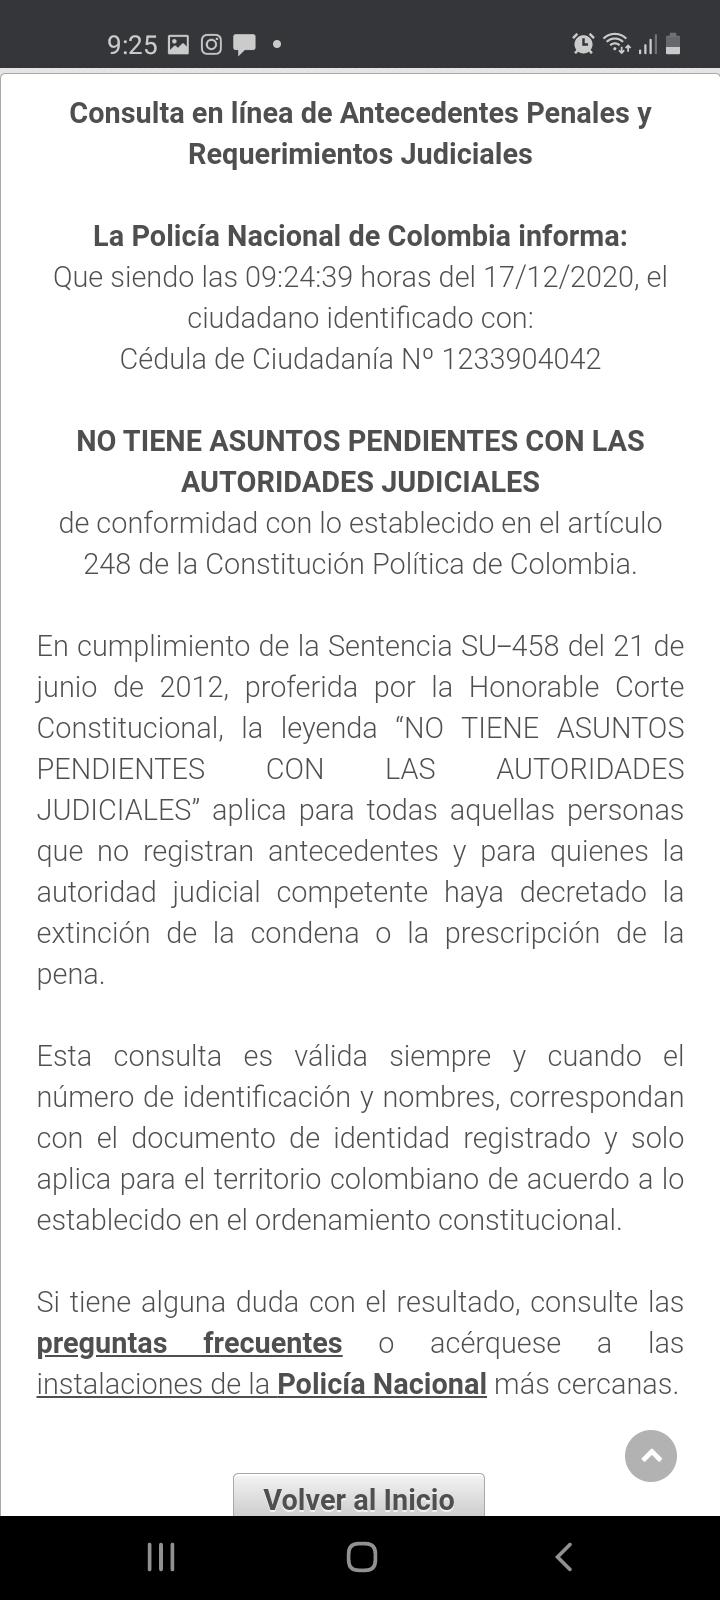 9:25
Consulta en línea de Antecedentes Penales y
Requerimientos Judiciales
La Policía Nacional de Colombia informa:
Que siendo las 09:24:39 horas del 17/12/2020, el
ciudadano identificado con:
Cédula de Ciudadanía Nº 1233904042
NO TIENE ASUNTOS PENDIENTES CON LAS
AUTORIDADES JUDICIALES
de conformidad con lo establecido en el artículo
248 de la Constitución Política de Colombia.
En cumplimiento de la Sentencia SU–458 del 21 de
junio de 2012, proferida por la Honorable Corte
Constitucional, la leyenda “NO TIENE ASUNTOS
PENDIENTES CON LAS AUTORIDADES
JUDICIALES” aplica para todas aquellas personas
que no registran antecedentes y para quienes la
autoridad judicial competente haya decretado la
extinción de la condena o la prescripción de la
pena.
Esta consulta es válida siempre y cuando el
número de identificación y nombres, correspondan
con el documento de identidad registrado y solo
aplica para el territorio colombiano de acuerdo a lo
establecido en el ordenamiento constitucional.
Si tiene alguna duda con el resultado, consulte las
preguntas frecuentes o acérquese a las
instalaciones de la Policía Nacional más cercanas.
Volver al Inicio